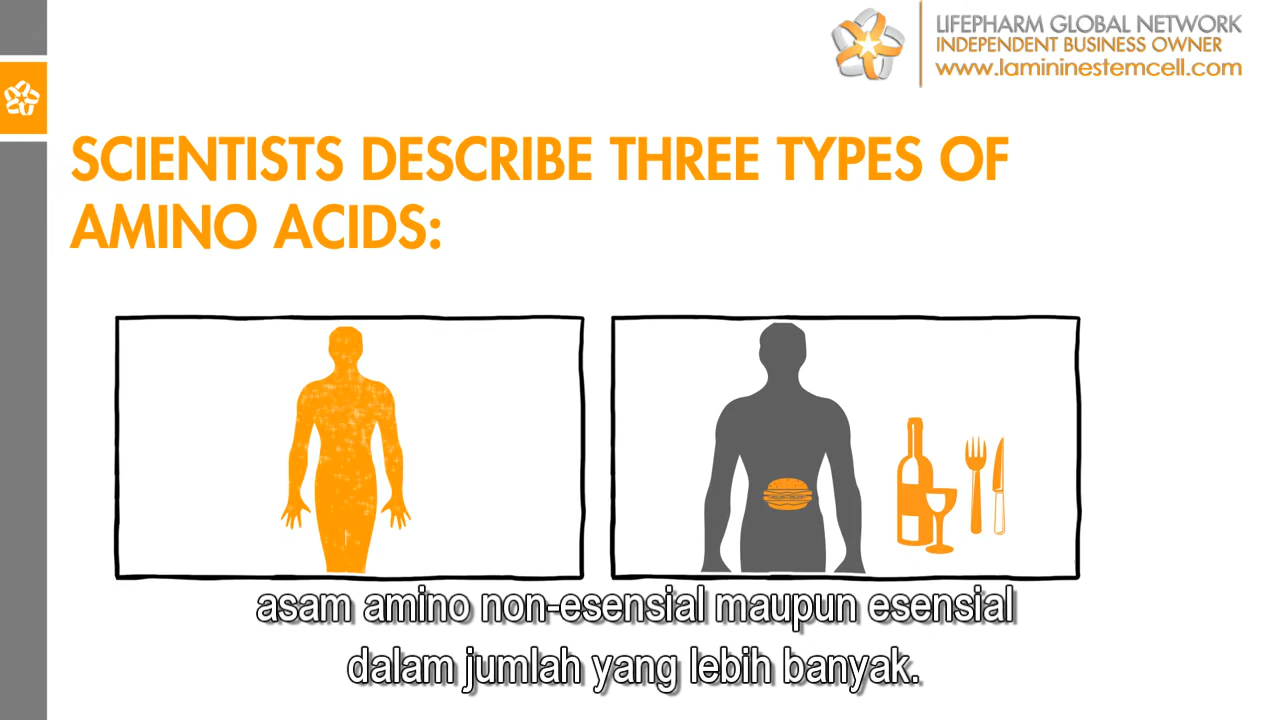 LIFEPHARM GLOBAL NETWORK
INDEPENDENT BUSINESS OWNER
www.lamininestemcell.com
SCIENTISTS DESCRIBE THREE TYPES OF
AMINO ACIDS:
asam amino non-esensial maupun esensial
dalam jumlah yang lebih banyak.